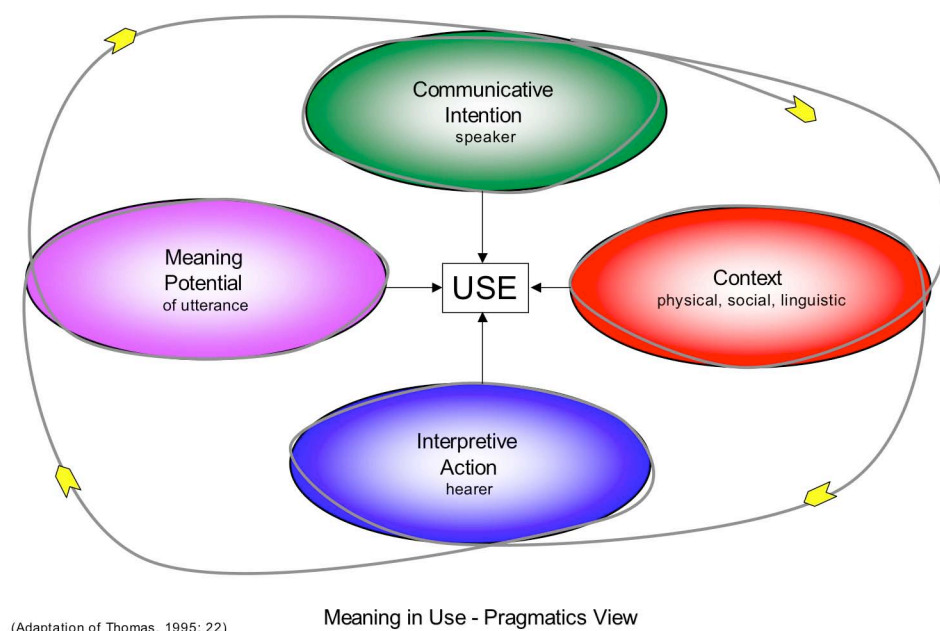 Communicative
Intention
speaker
Meaning
Potential
of utterance
USE
Context
physical, social, linguistic
Interpretive
Action
hearer
Meaning in Use - Pragmatics View
(Adaptation of Thomas, 1995: 22)